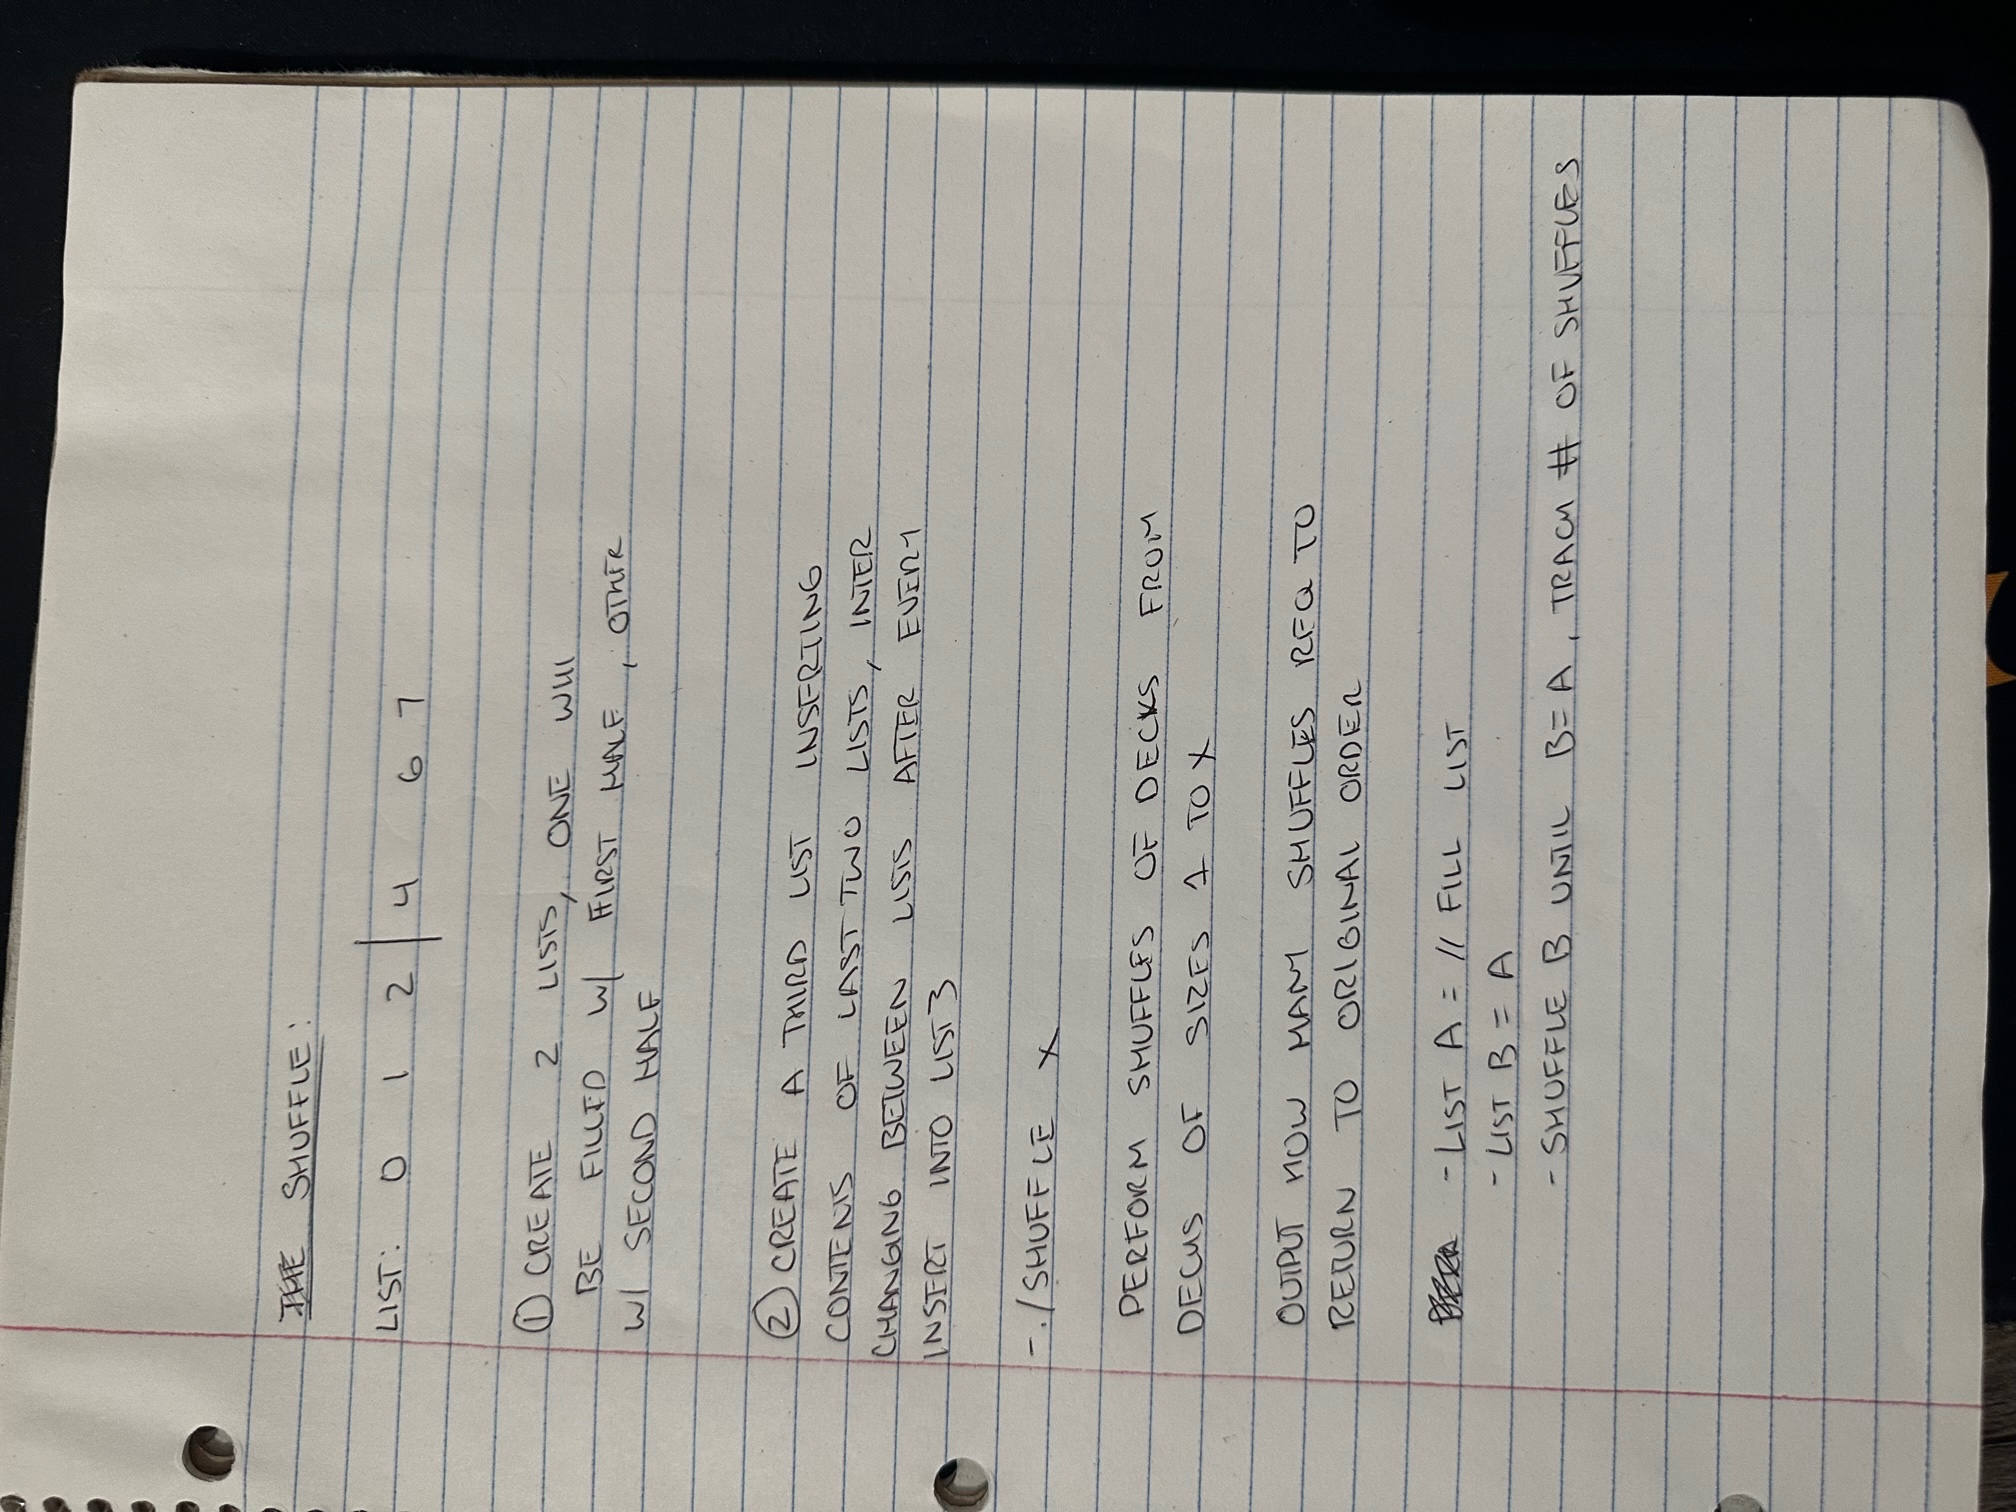 THE SHUFFLE:
LIST: 0 1 2 | 4 6 7
① CREATE 2 LISTS, ONE WILL
BE FILLED W/ FIRST HALF, OTHER
W/ SECOND HALF
② CREATE A THIRD LIST INSERTING
CONTENTS OF LAST TWO LISTS, INTER
CHANGING BETWEEN LISTS AFTER EVERY
INSERT INTO LIST 3
- ./SHUFFLE X
PERFORM SHUFFLES OF DECKS FROM
DECKS OF SIZES 1 TO X
OUTPUT HOW MANY SHUFFLES REQ TO
RETURN TO ORIGINAL ORDER
- LIST A = // FILL LIST
- LIST B = A
- SHUFFLE B UNTIL B = A, TRACK # OF SHUFFLES